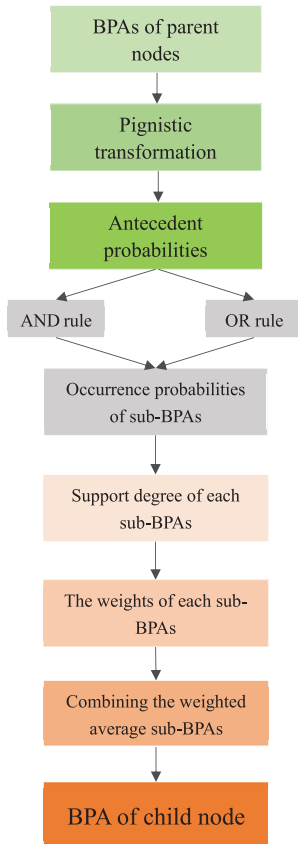 BPAs of parent
nodes
Pignistic
transformation
Antecedent
probabilities
AND rule
OR rule
Occurrence probabilities
of sub-BPAs
Support degree of each
sub-BPAs
The weights of each sub-
BPAs
Combining the weighted
average sub-BPAs
BPA of child node